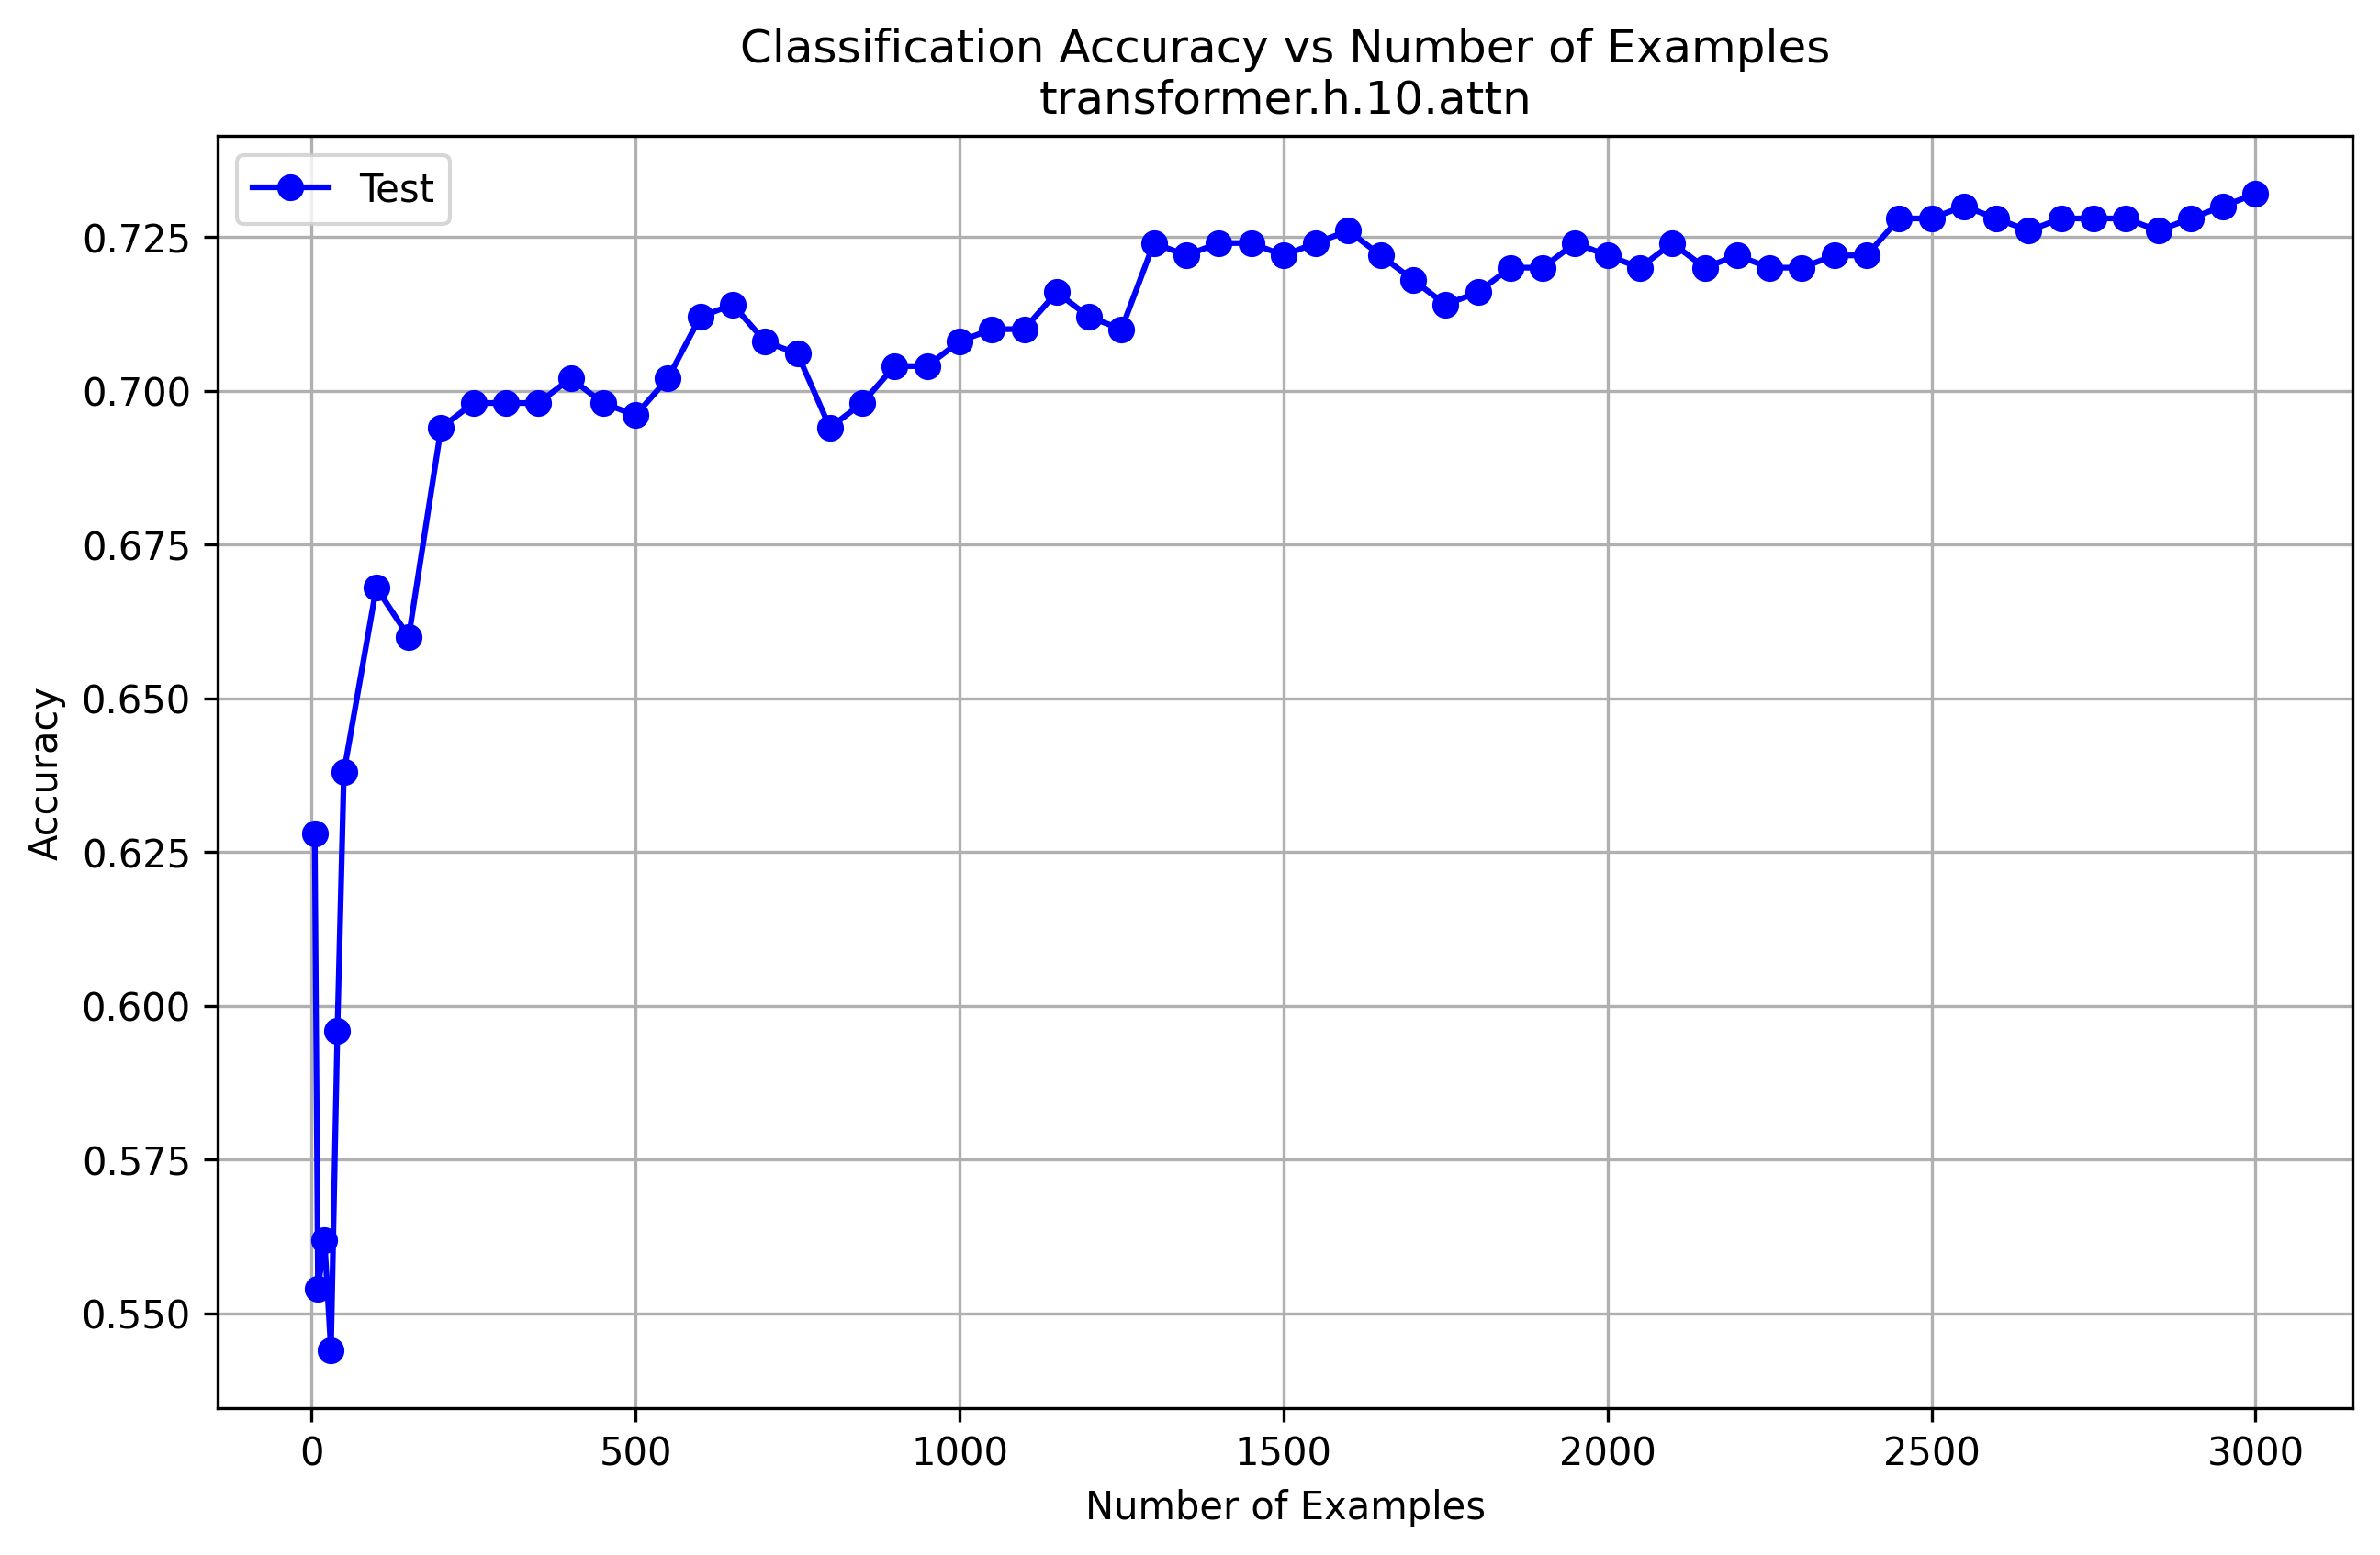 Classification Accuracy vs Number of Examples
transformer.h.10.attn
Test
0.725
0.700
0.675
0.650
0.625
0.600
0.575
0.550
Accuracy
0 500 1000 1500 2000 2500 3000
Number of Examples